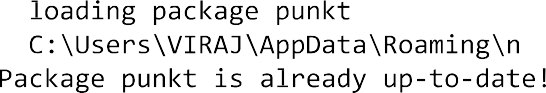 loading package punkt
C:\Users\VIRAJ\AppData\Roaming\n
Package punkt is already up-to-date!